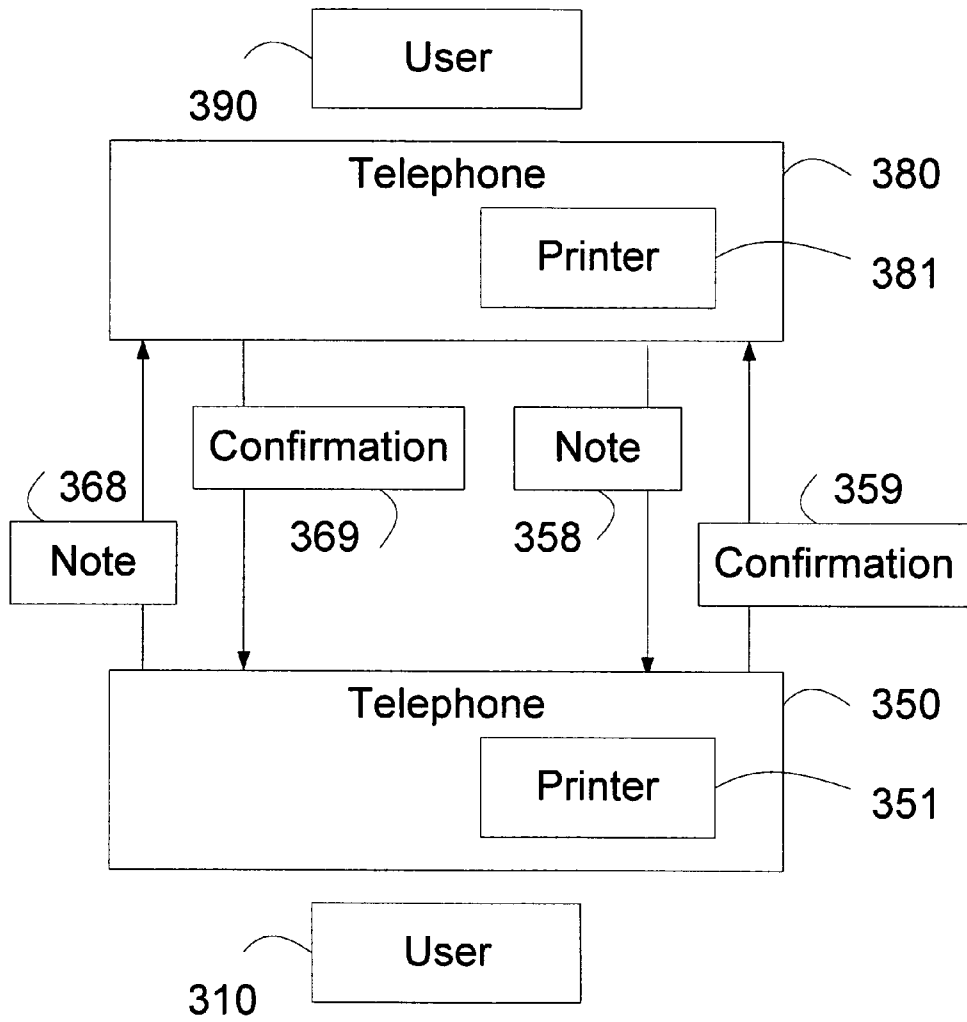 User
390
Telephone
380
Printer
381
Confirmation
Note
368
369
358
359
Note
Confirmation
Telephone
350
Printer
351
User
310